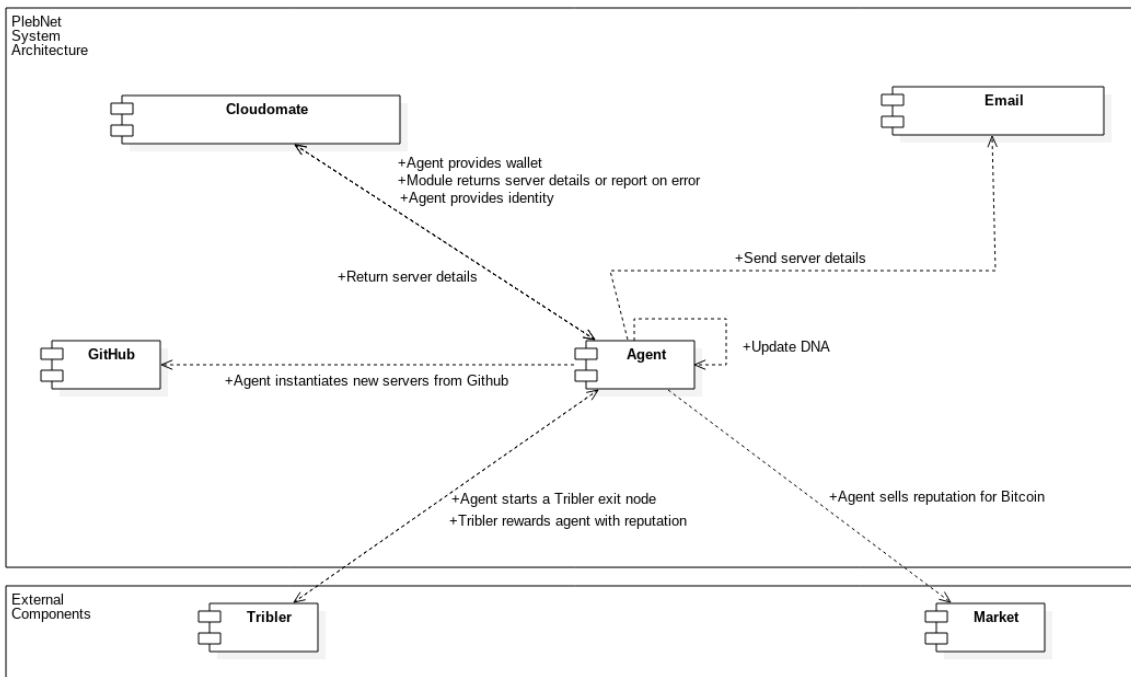 PlebNet
System
Architecture
Cloudomate
Email
+Agent provides wallet
+Module returns server details or report on error
+Agent provides identity
+Send server details
+Return server details
GitHub
Agent
+Update DNA
+Agent instantiates new servers from Github
+Agent starts a Tribler exit node
+Agent sells reputation for Bitcoin
+Tribler rewards agent with reputation
External
Components
Tribler
Market